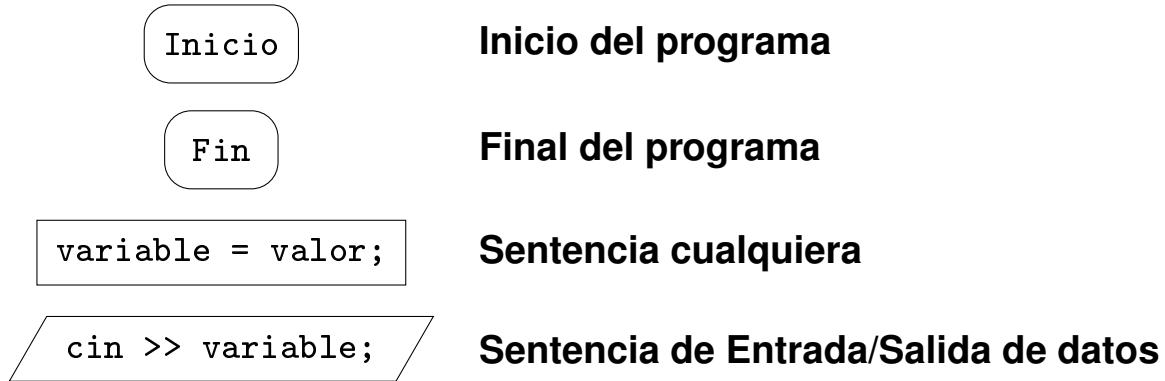 Inicio Inicio del programa
Fin Final del programa
variable = valor; Sentencia cualquiera
cin >> variable; Sentencia de Entrada/Salida de datos